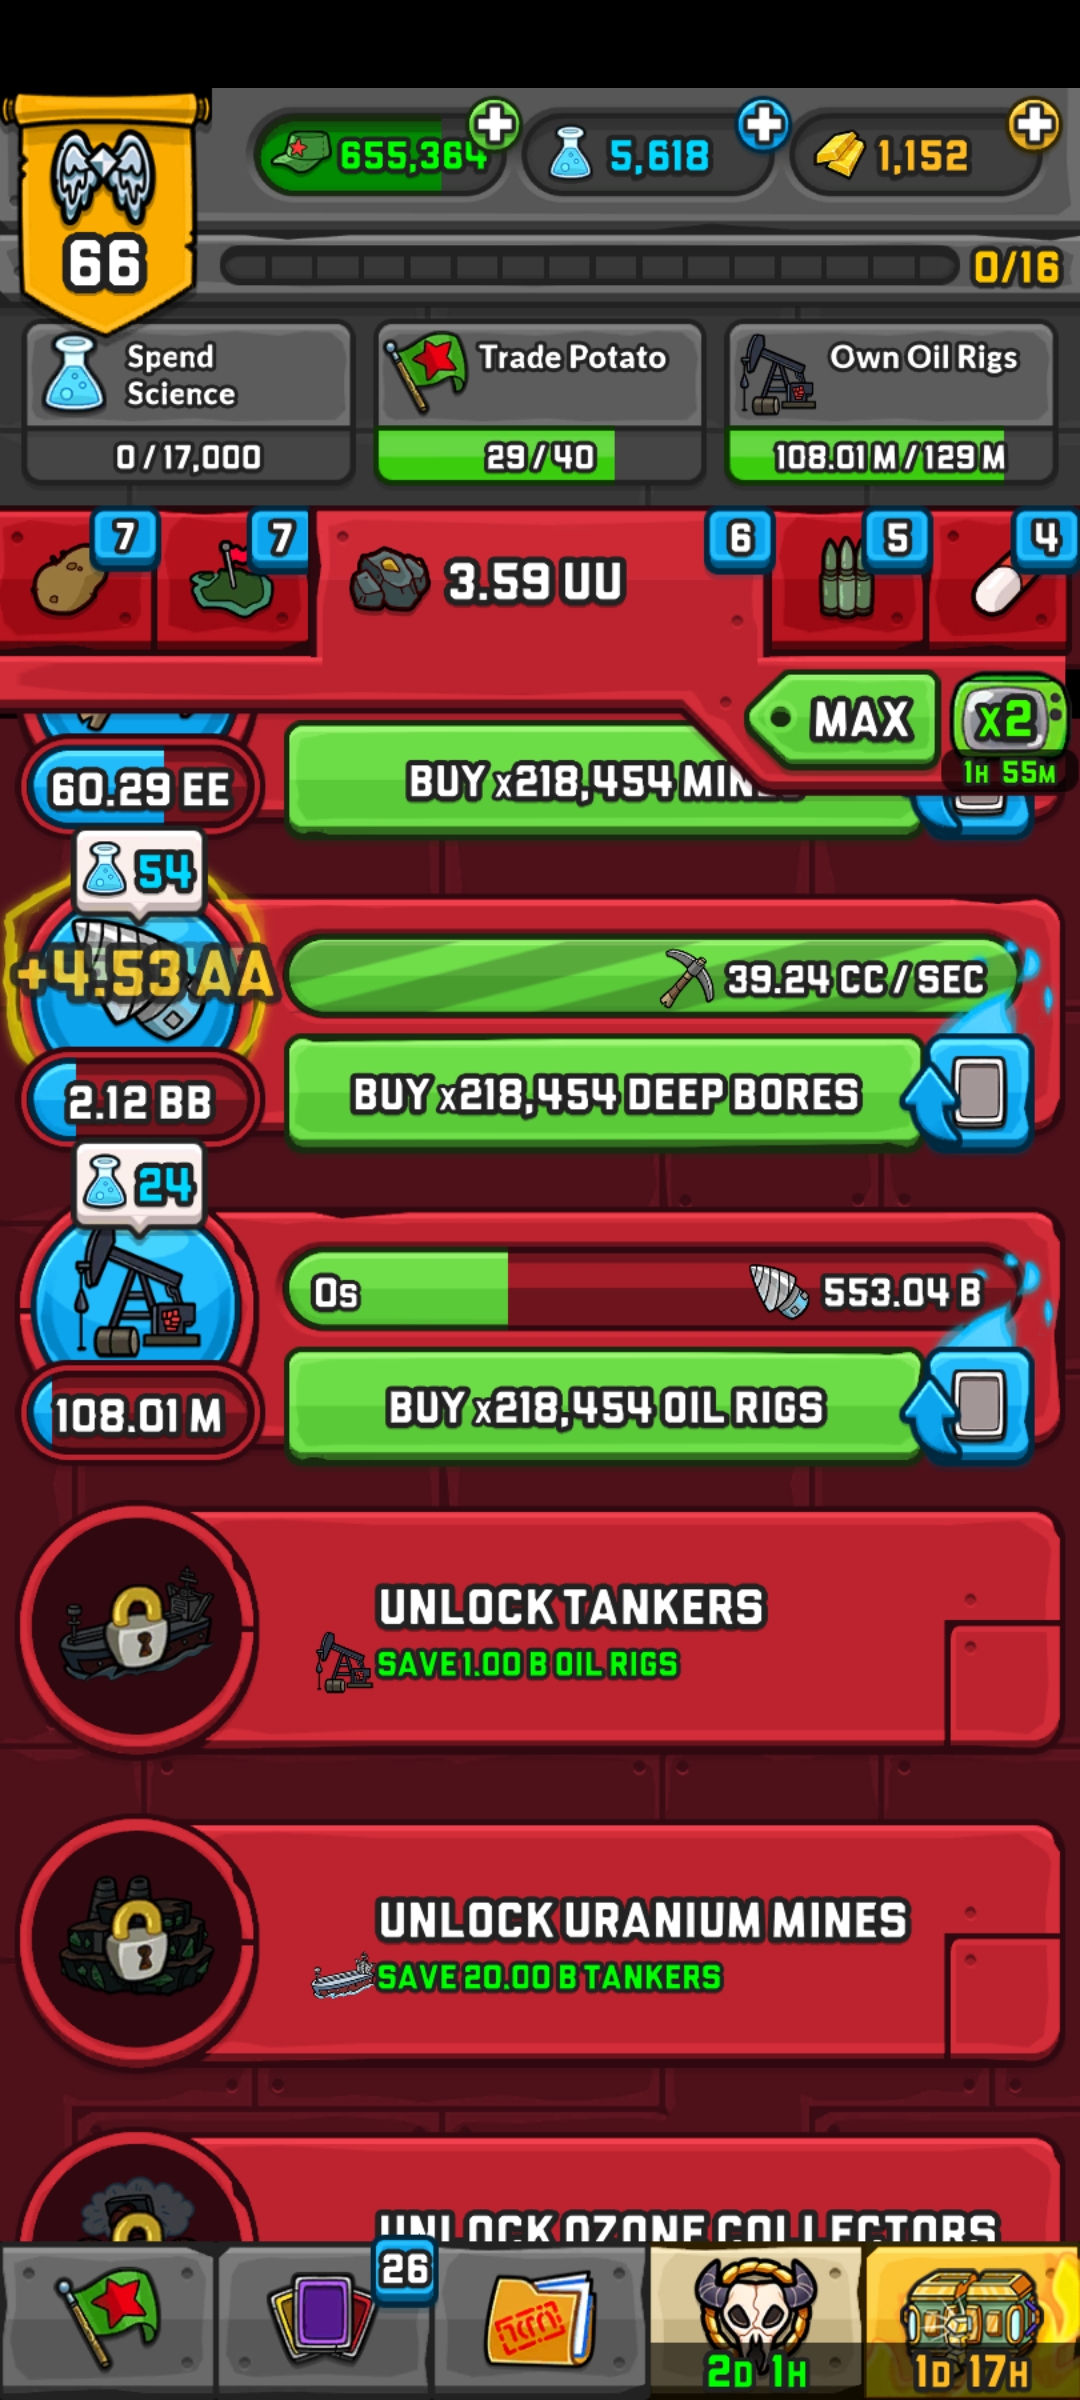 655,364
5,618
1,152
66
0/16
Spend
Science
0/17,000
Trade Potato
29/40
Own Oil Rigs
108.01 M/129 M
7
7
3.59 UU
6
5
4
MAX
x2
1H 55M
60.29 EE
BUY x218,454
54
+4.53 AA
39.24 CC/SEC
2.12 BB
BUY x218,454 DEEP BORES
24
0s
553.04 B
108.01 M
BUY x218,454 OIL RIGS
UNLOCK TANKERS
SAVE 1.00 B OIL RIGS
UNLOCK URANIUM MINES
SAVE 20.00 B TANKERS
UNLOCK OZONE COLLECTORS
26
2D 1H
1D 17H